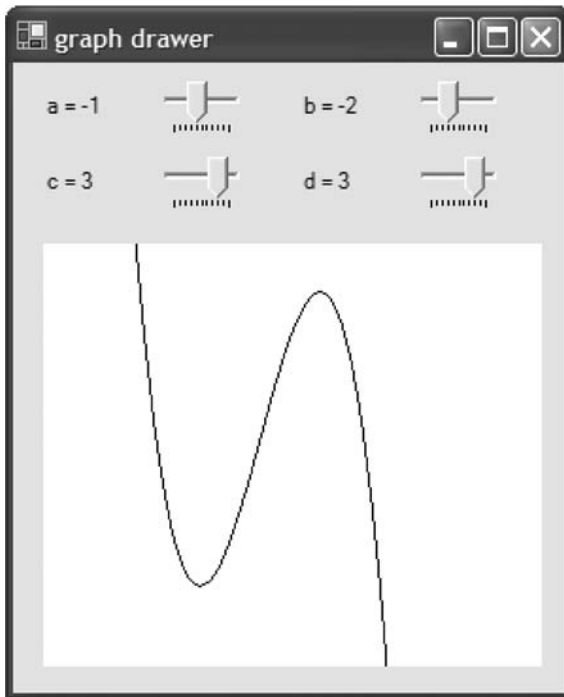 graph drawer
a = -1 b = -2
c = 3 d = 3